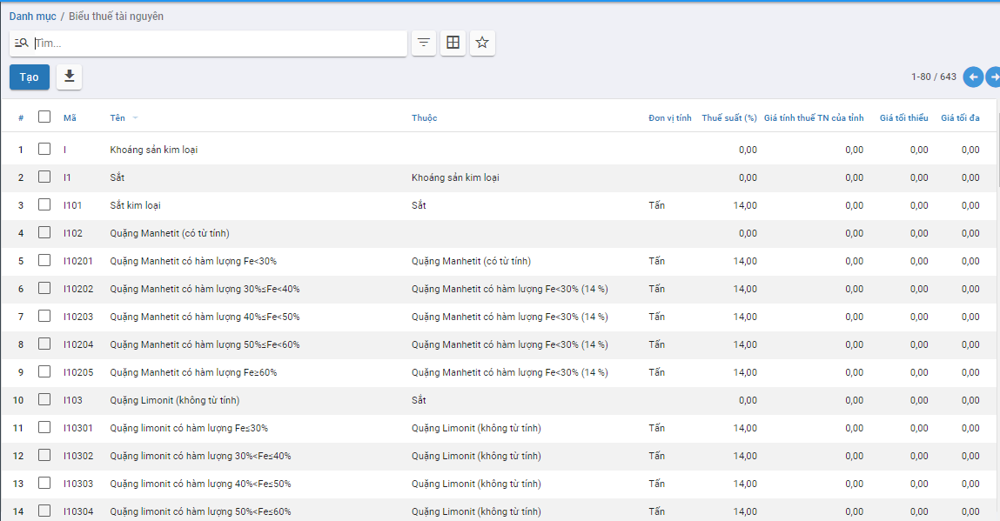 Danh mục / Biểu thuế tài nguyên
Tìm...
Tạo
1-80 / 643
# Mã Tên Thuộc Đơn vị tính Thuế suất (%) Giá tính thuế TN của tỉnh Giá tối thiểu Giá tối đa
1 I Khoáng sản kim loại 0,00 0,00 0,00 0,00
2 I1 Sắt Khoáng sản kim loại 0,00 0,00 0,00 0,00
3 I101 Sắt kim loại Sắt Tấn 14,00 0,00 0,00 0,00
4 I102 Quặng Manhetit (có từ tính) 0,00 0,00 0,00 0,00
5 I10201 Quặng Manhetit có hàm lượng Fe<30% Quặng Manhetit (có từ tính) Tấn 14,00 0,00 0,00 0,00
6 I10202 Quặng Manhetit có hàm lượng 30%≤Fe<40% Quặng Manhetit có hàm lượng Fe<30% (14 %) Tấn 14,00 0,00 0,00 0,00
7 I10203 Quặng Manhetit có hàm lượng 40%≤Fe<50% Quặng Manhetit có hàm lượng Fe<30% (14 %) Tấn 14,00 0,00 0,00 0,00
8 I10204 Quặng Manhetit có hàm lượng 50%≤Fe<60% Quặng Manhetit có hàm lượng Fe<30% (14 %) Tấn 14,00 0,00 0,00 0,00
9 I10205 Quặng Manhetit có hàm lượng Fe≥60% Quặng Manhetit có hàm lượng Fe<30% (14 %) Tấn 14,00 0,00 0,00 0,00
10 I103 Quặng Limonit (không từ tính) Sắt 0,00 0,00 0,00 0,00
11 I10301 Quặng limonit có hàm lượng Fe≤30% Quặng Limonit (không từ tính) Tấn 14,00 0,00 0,00 0,00
12 I10302 Quặng limonit có hàm lượng 30%<Fe≤40% Quặng Limonit (không từ tính) Tấn 14,00 0,00 0,00 0,00
13 I10303 Quặng limonit có hàm lượng 40%<Fe≤50% Quặng Limonit (không từ tính) Tấn 14,00 0,00 0,00 0,00
14 I10304 Quặng limonit có hàm lượng 50%<Fe≤60% Quặng Limonit (không từ tính) Tấn 14,00 0,00 0,00 0,00